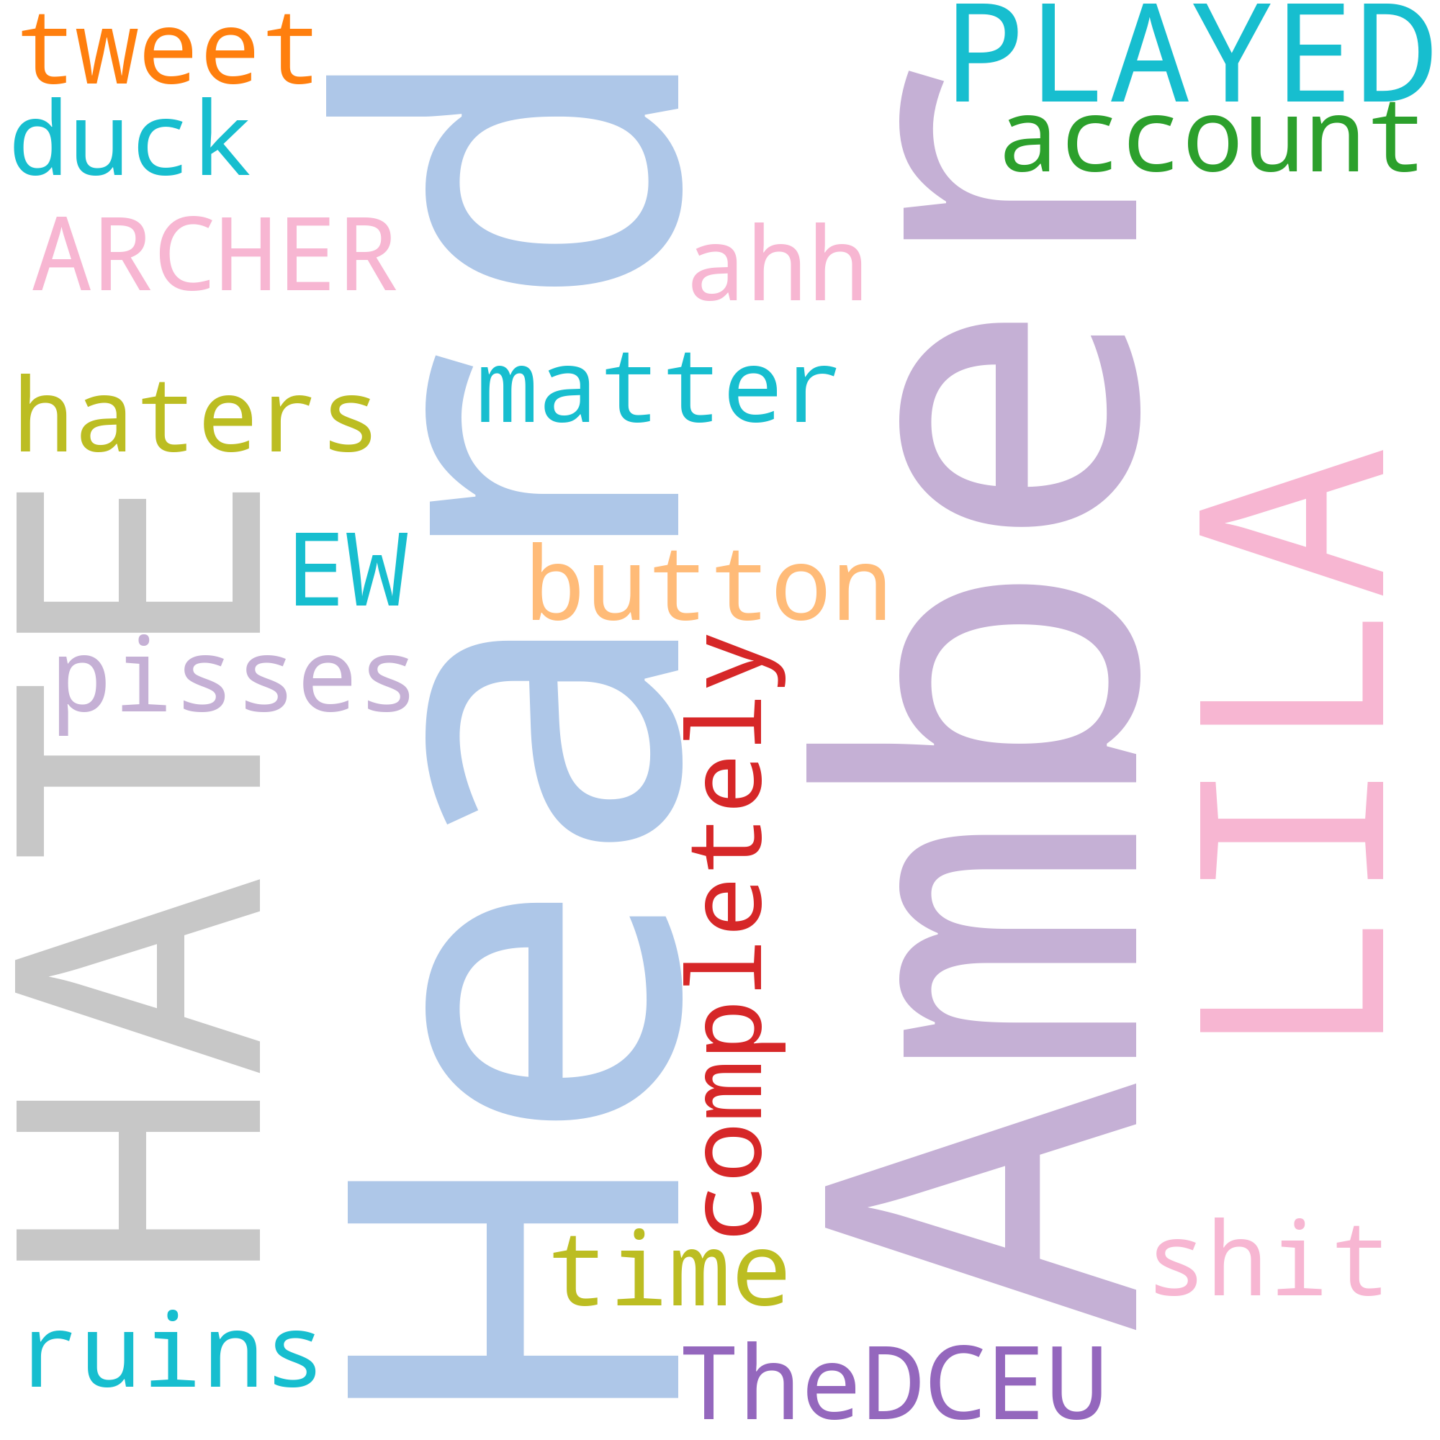 tweet
PLAYED
duck
account
ARCHER
ahh
haters
matter
HATE
Heard
Amber
LILA
EW
button
pisses
completely
time
shit
ruins
TheDCEU